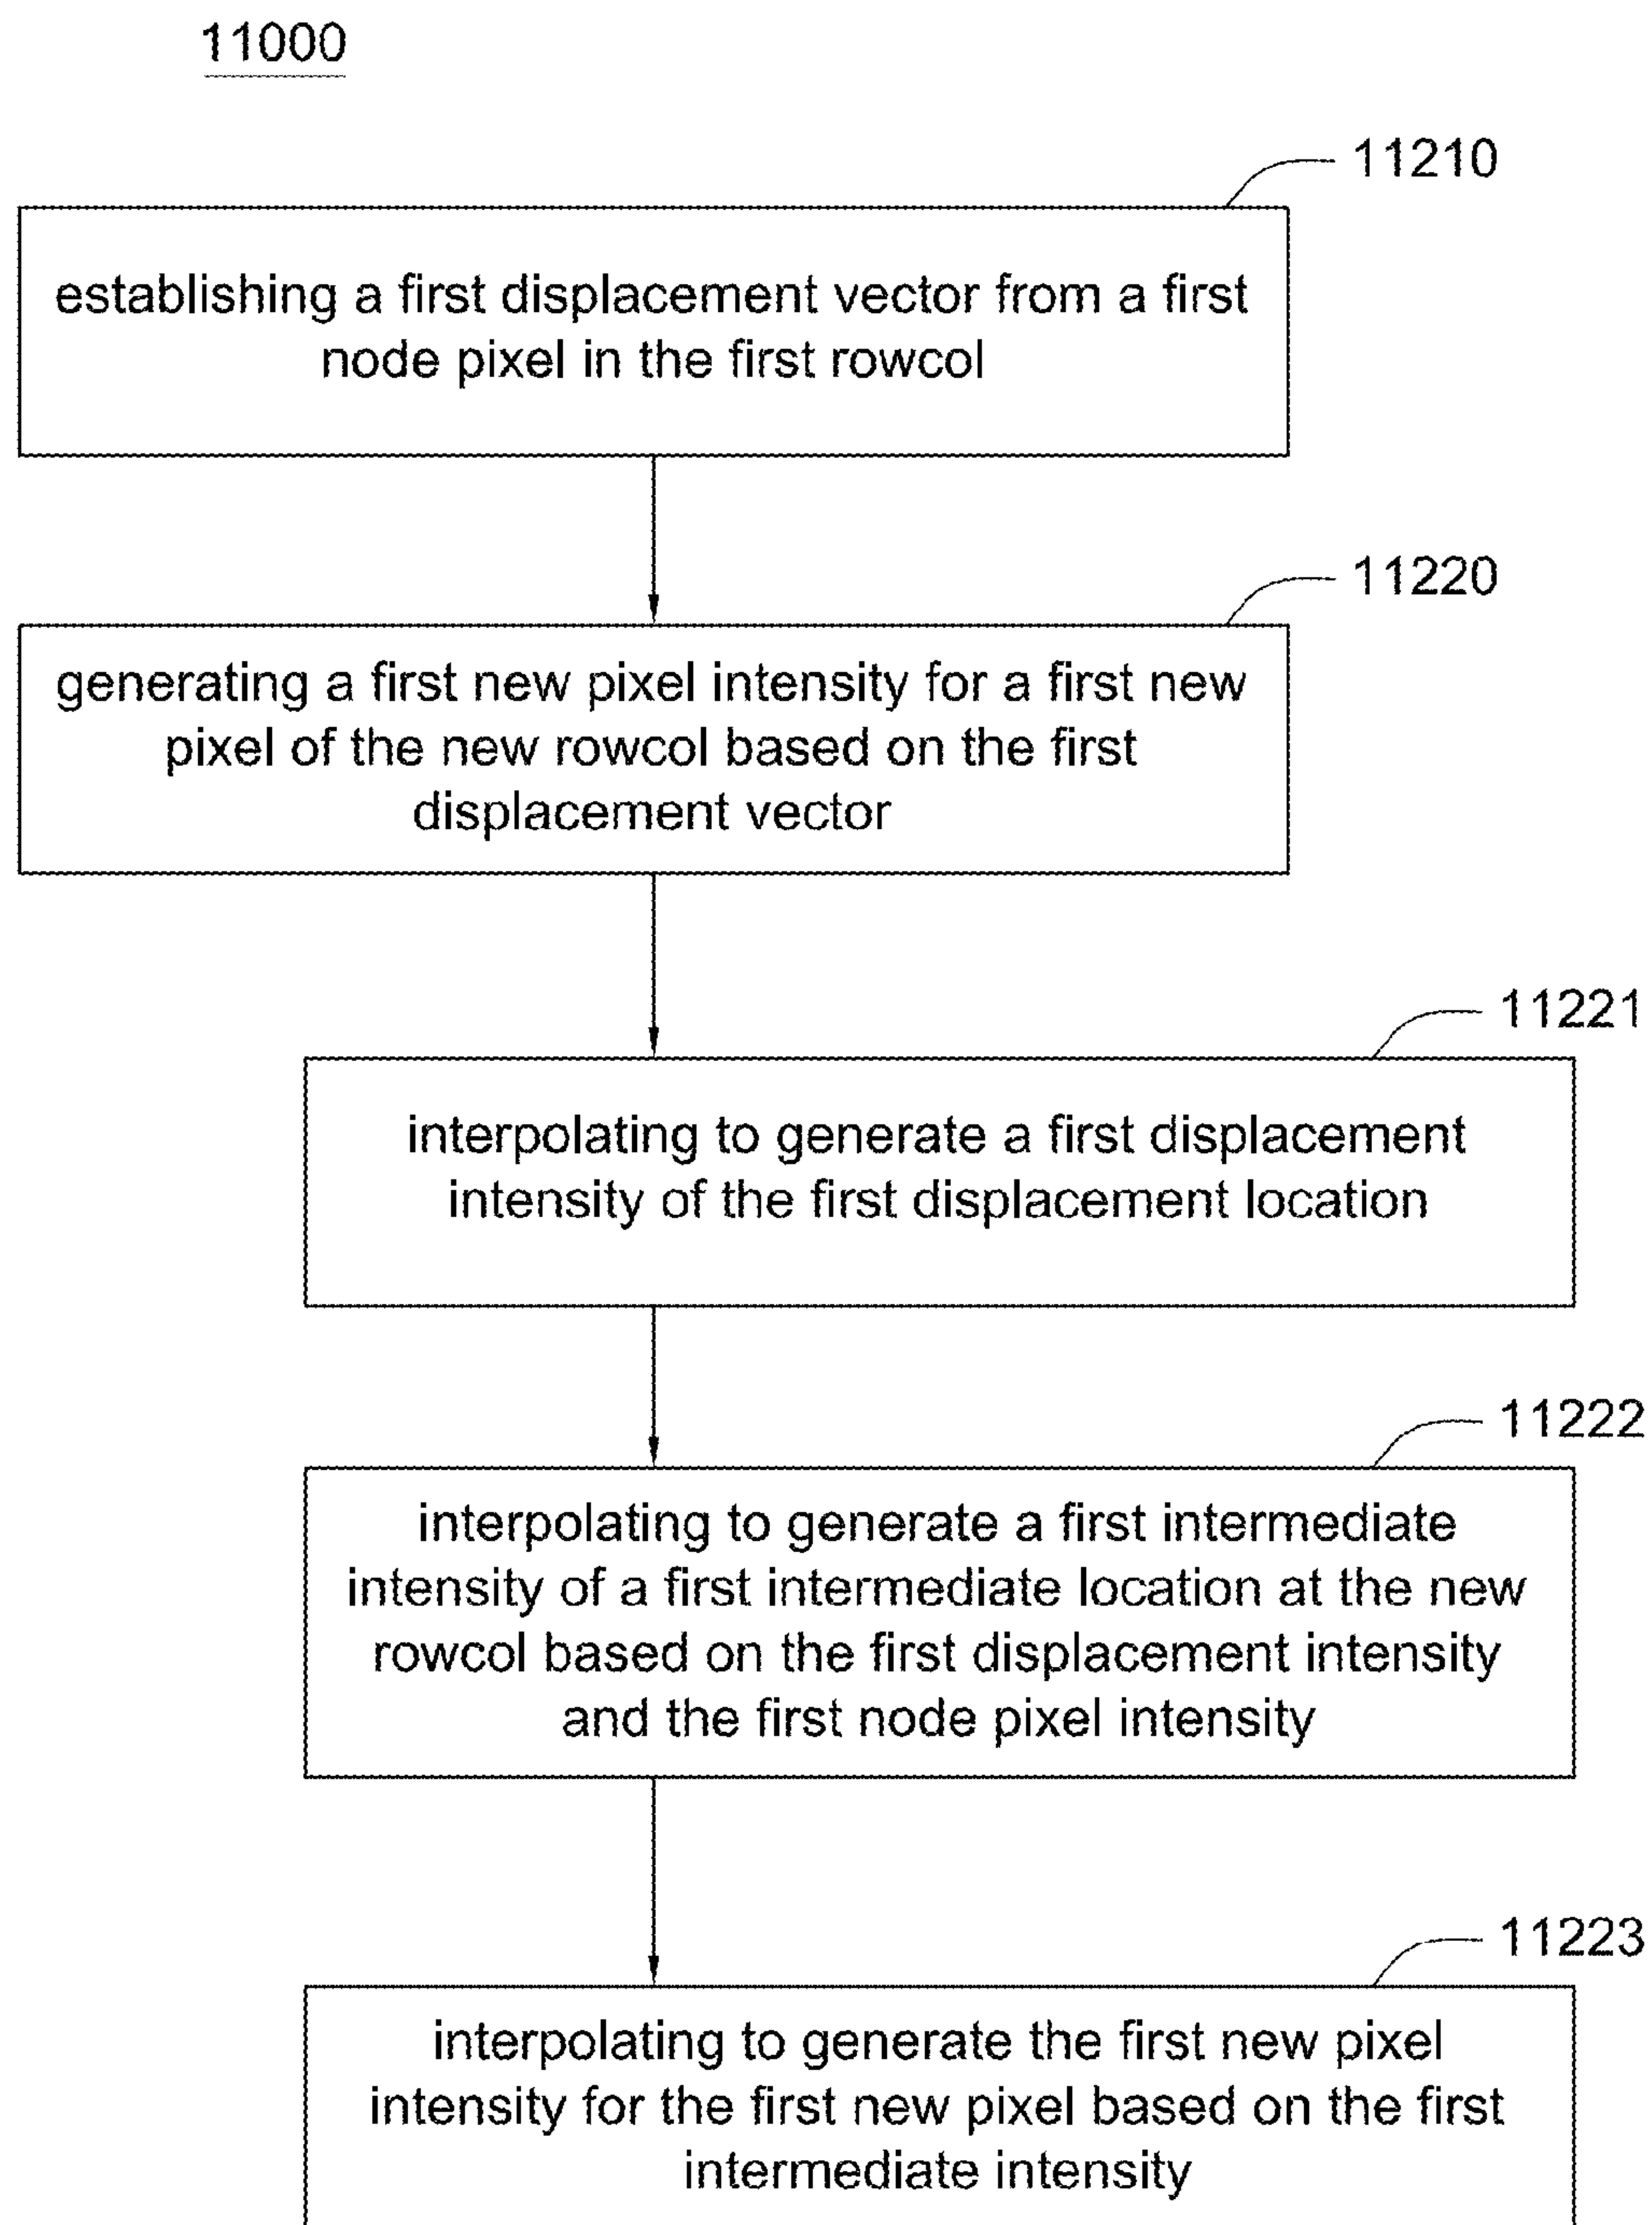 11000
11210
establishing a first displacement vector from a first
node pixel in the first rowcol
11220
generating a first new pixel intensity for a first new
pixel of the new rowcol based on the first
displacement vector
11221
interpolating to generate a first displacement
intensity of the first displacement location
11222
interpolating to generate a first intermediate
intensity of a first intermediate location at the new
rowcol based on the first displacement intensity
and the first node pixel intensity
11223
interpolating to generate the first new pixel
intensity for the first new pixel based on the first
intermediate intensity